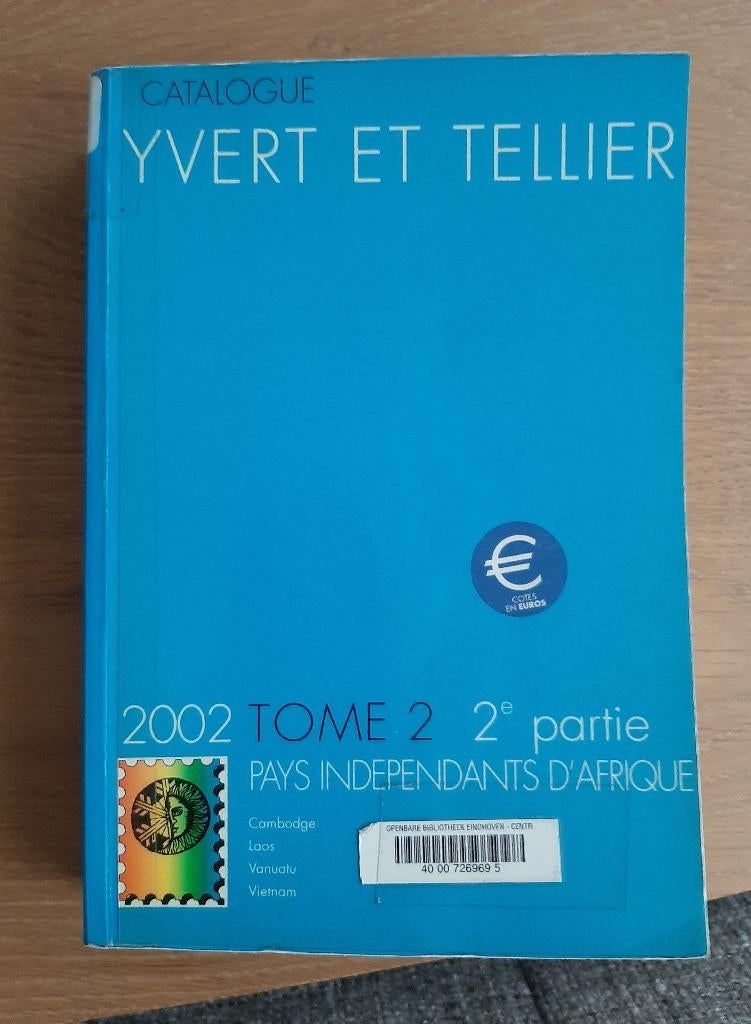 CATALOGUE
YVERT ET TELLIER
€
COTES
EN EUROS
2002 TOME 2 2e partie
PAYS INDEPENDANTS D'AFRIQUE
Cambodge
Laos
Vanuatu
Vietnam
OPENBARE BIBLIOTHEEK EINDHOVEN - CENTR
40 00 726969 5